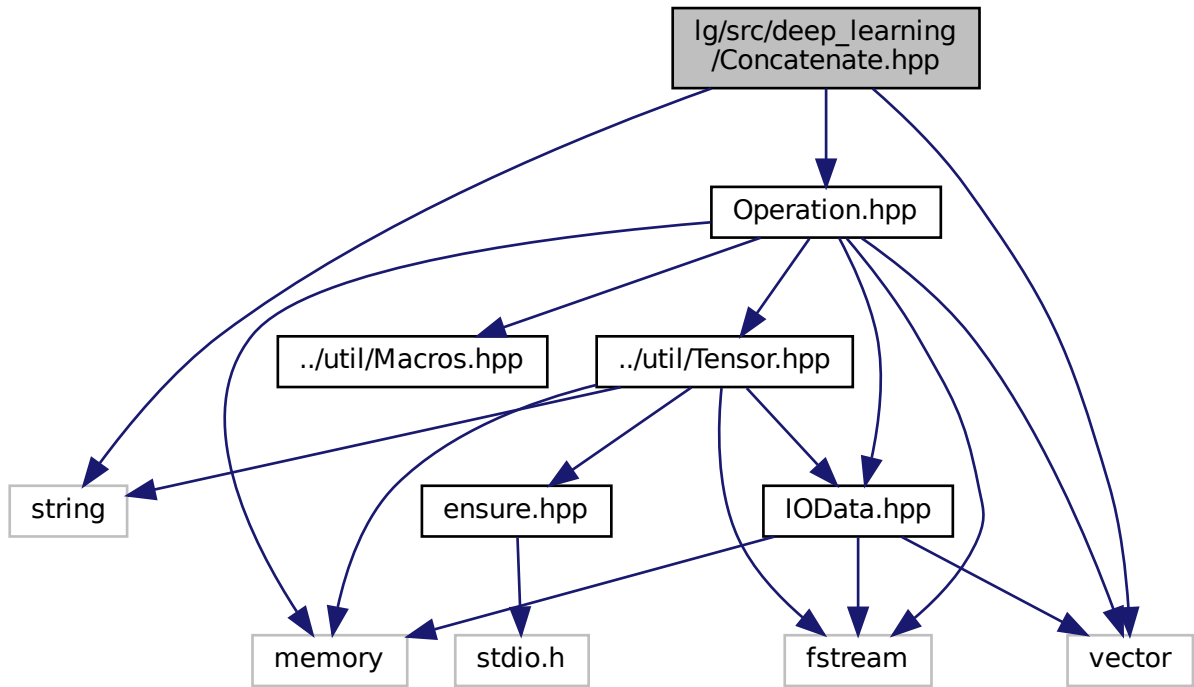 lg/src/deep_learning
/Concatenate.hpp
Operation.hpp
../util/Macros.hpp
../util/Tensor.hpp
string
ensure.hpp
IOData.hpp
memory
stdio.h
fstream
vector